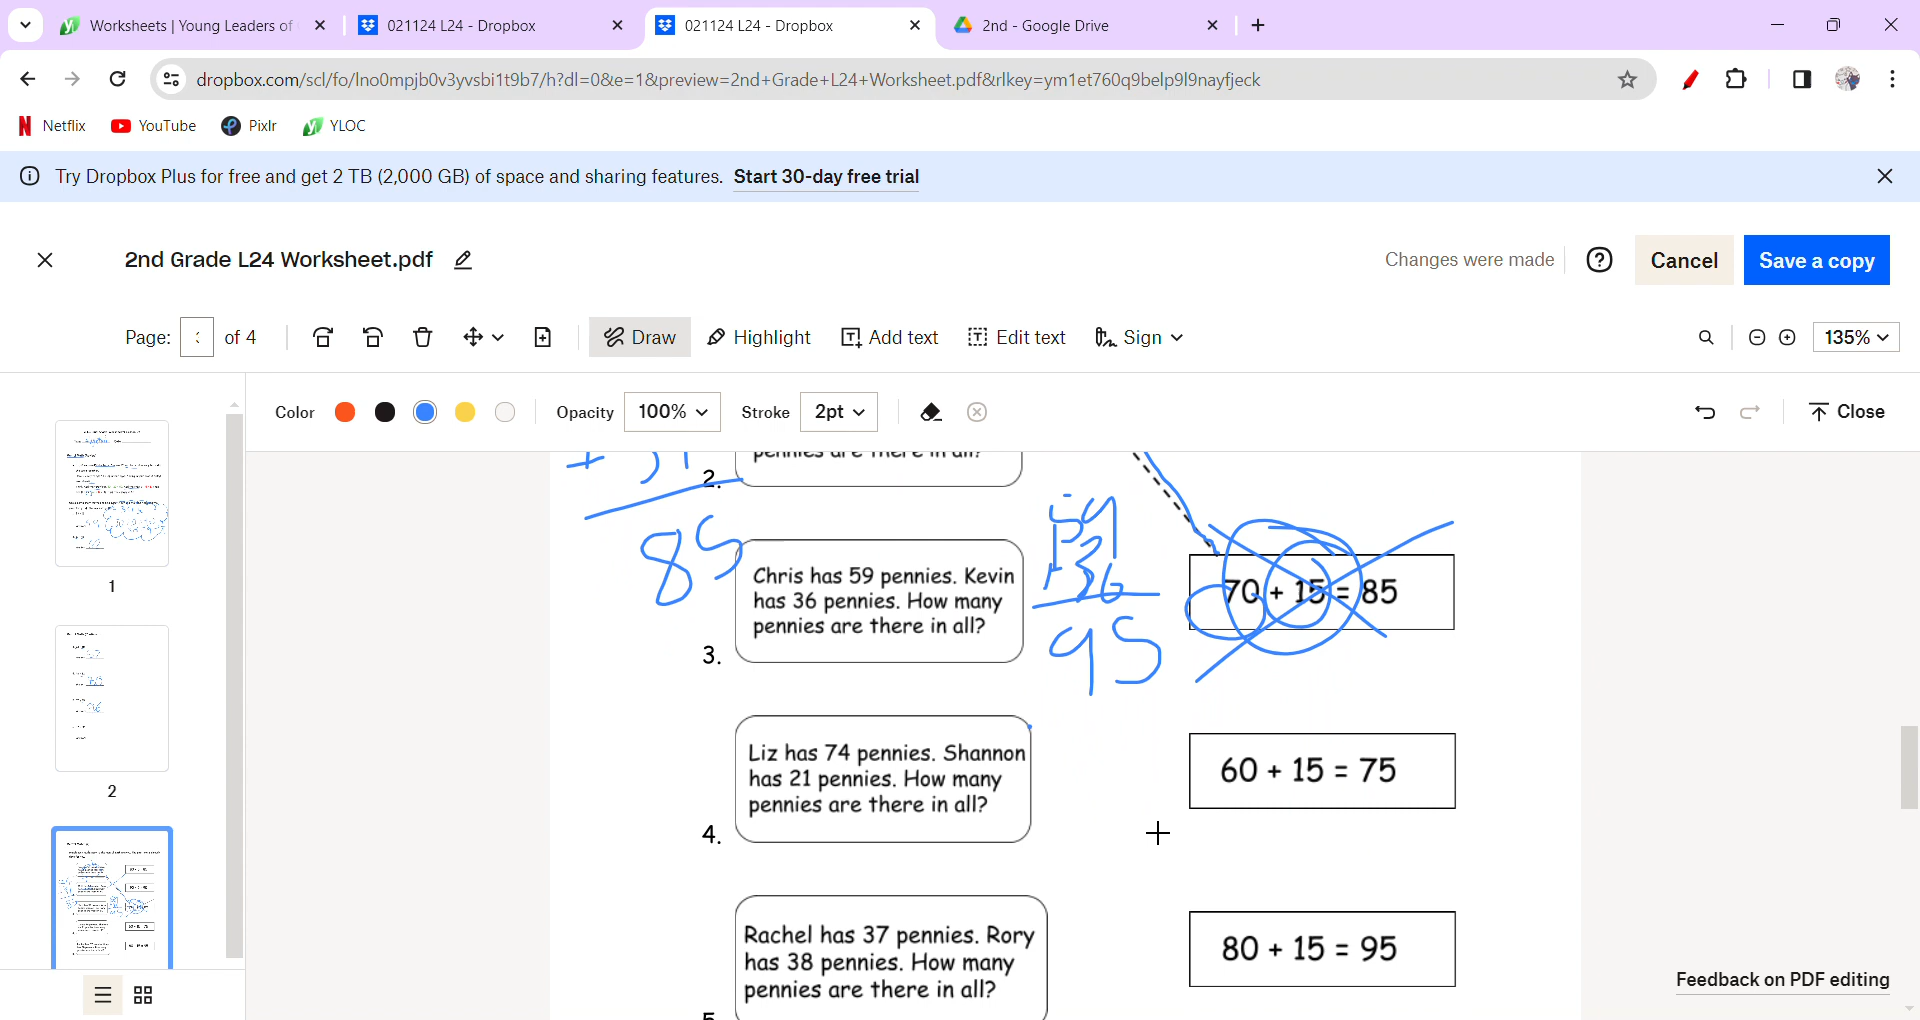 Worksheets | Young Leaders of
021124 L24 - Dropbox
021124 L24 - Dropbox
2nd - Google Drive
dropbox.com/scl/fo/lno0mpjb0v3yvsbi1t9b7/h?dl=0&e=1&preview=2nd+Grade+L24+Worksheet.pdf&rlkey=ym1et760q9belp9l9nayfjeck
Netflix
YouTube
Pixlr
YLOC
Try Dropbox Plus for free and get 2 TB (2,000 GB) of space and sharing features. Start 30-day free trial
2nd Grade L24 Worksheet.pdf
Changes were made
Cancel
Save a copy
Page:
of 4
Draw
Highlight
Add text
Edit text
Sign
135%
Color
Opacity
100%
Stroke
2pt
Close
1
2
pennies are there in all?
2.
85
Chris has 59 pennies. Kevin
has 36 pennies. How many
pennies are there in all?
3.
59
+36
95
70 + 15 = 85
Liz has 74 pennies. Shannon
has 21 pennies. How many
pennies are there in all?
4.
60 + 15 = 75
Rachel has 37 pennies. Rory
has 38 pennies. How many
pennies are there in all?
80 + 15 = 95
Feedback on PDF editing